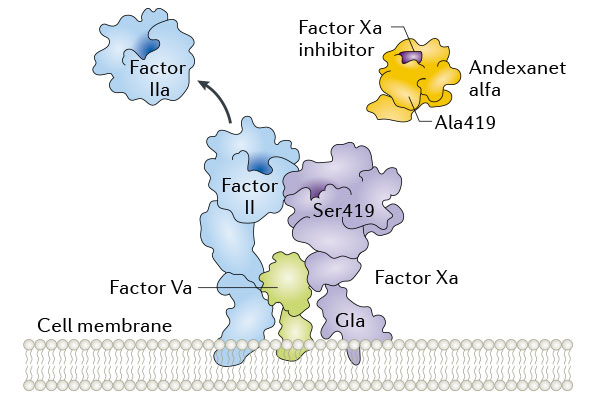 Factor Xa
inhibitor
Factor
IIa
Andexanet
alfa
Ala419
Factor
II
Ser419
Factor Va
Factor Xa
Gla
Cell membrane